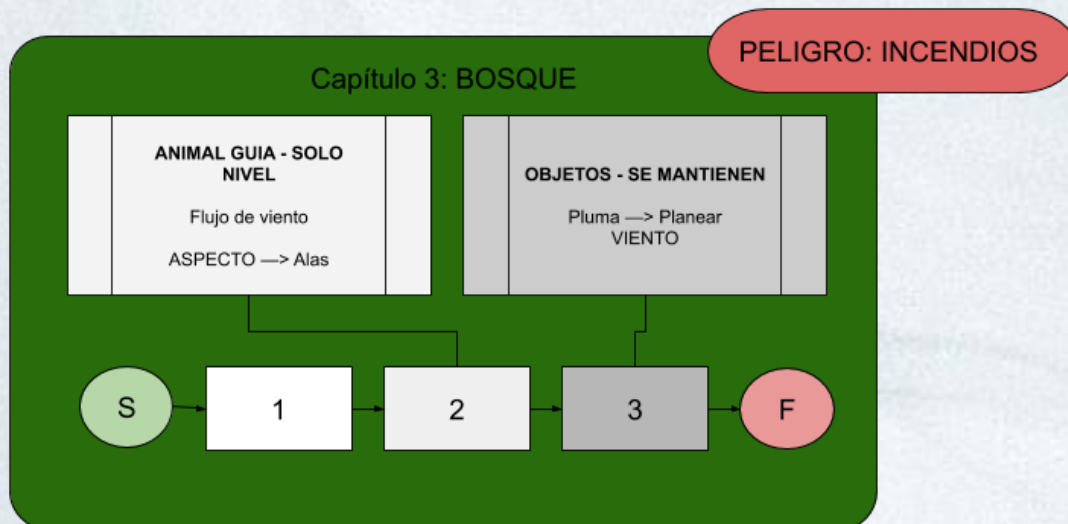 PELIGRO: INCENDIOS
Capítulo 3: BOSQUE
ANIMAL GUIA - SOLO
NIVEL
Flujo de viento
ASPECTO —> Alas
OBJETOS - SE MANTIENEN
Pluma —> Planear
VIENTO
S
1
2
3
F